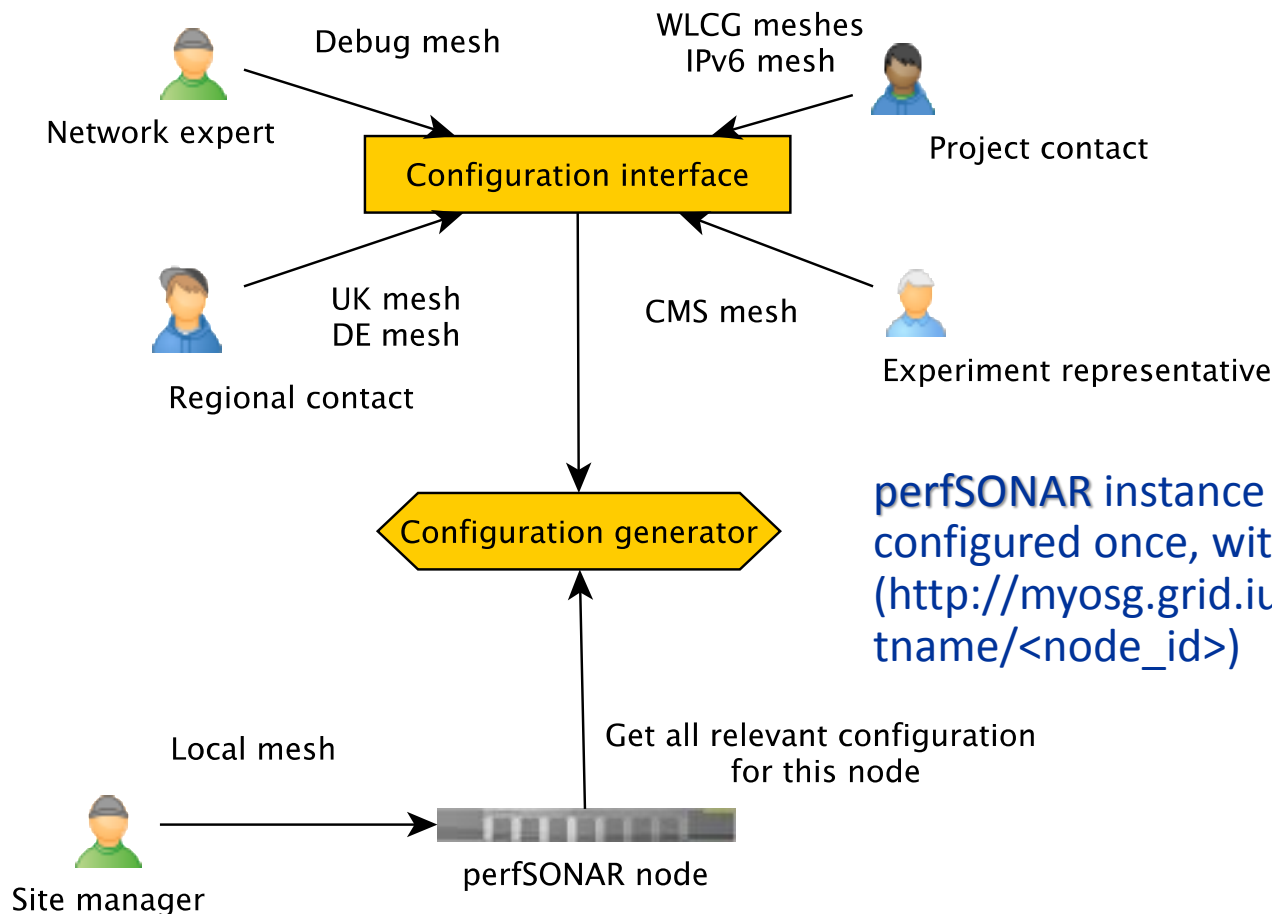 Debug mesh
WLCG meshes
IPv6 mesh
Network expert
Project contact
Configuration interface
UK mesh
DE mesh
CMS mesh
Regional contact
Experiment representative
Configuration generator
perfSONAR instance
configured once, wit
(http://myosg.grid.iu
tname/<node_id>)
Local mesh
Get all relevant configuration
for this node
perfSONAR node
Site manager